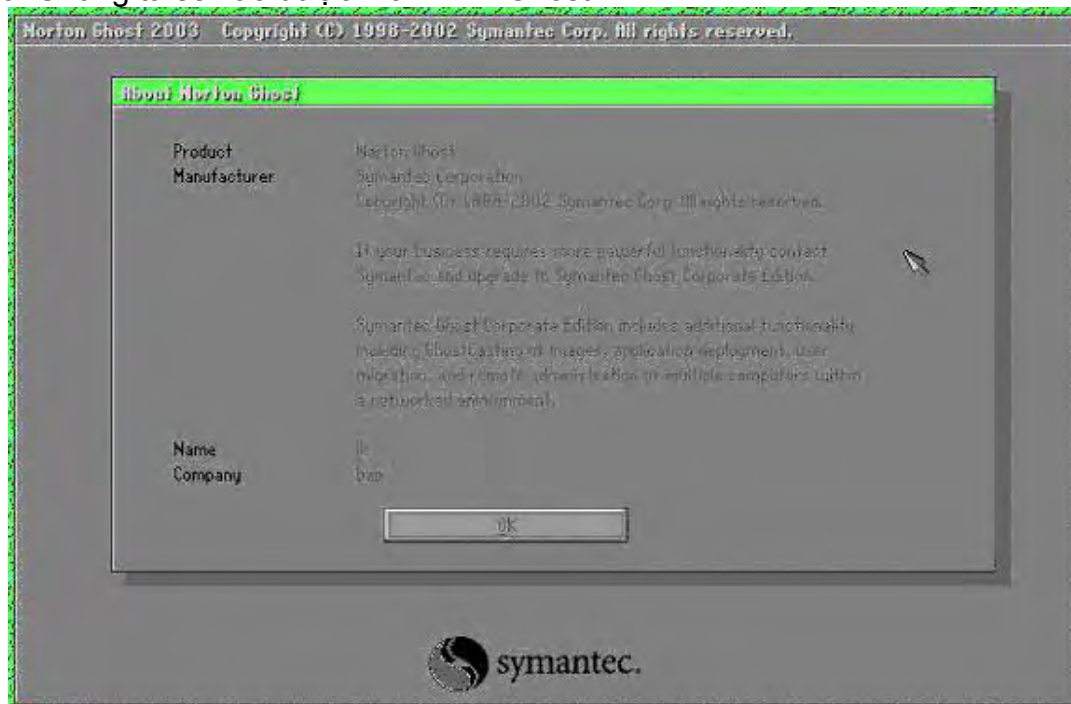 Norton Ghost 2003 Copyright (C) 1998-2002 Symantec Corp. All rights reserved.
About Norton Ghost
Product Norton Ghost
Manufacturer Symantec Corporation
Copyright (C) 1998-2002 Symantec Corp. All rights reserved.
If your business requires more powerful functionality contact
Symantec and upgrade to Symantec Ghost Corporate Edition.
Symantec Ghost Corporate Edition includes additional functionality
including GhostCasting of images, application deployment, user
migration, and remote administration of multiple computers within
a networked environment.
Name
Company
OK
symantec.